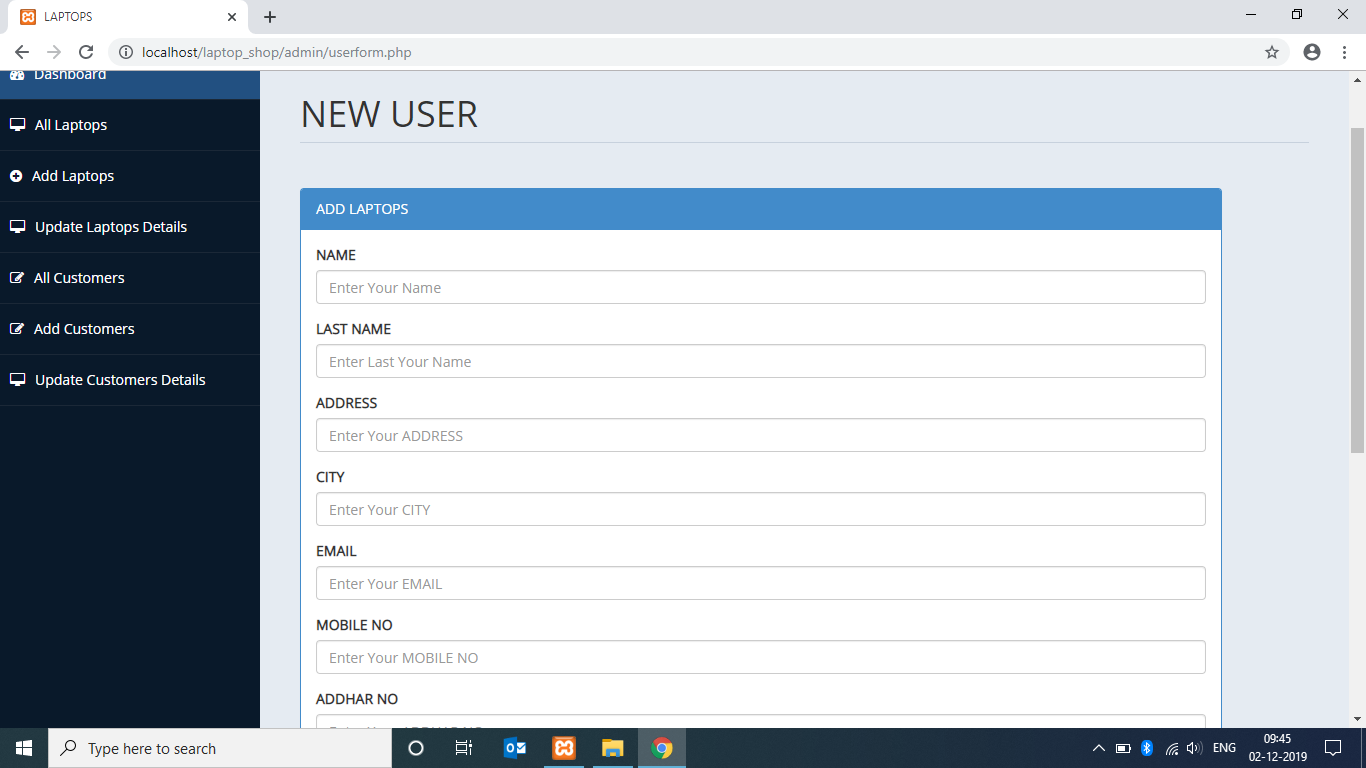 LAPTOPS
localhost/laptop_shop/admin/userform.php
Dashboard
All Laptops
Add Laptops
Update Laptops Details
All Customers
Add Customers
Update Customers Details
NEW USER
ADD LAPTOPS
NAME
Enter Your Name
LAST NAME
Enter Last Your Name
ADDRESS
Enter Your ADDRESS
CITY
Enter Your CITY
EMAIL
Enter Your EMAIL
MOBILE NO
Enter Your MOBILE NO
ADDHAR NO
Type here to search
ENG
09:45
02-12-2019